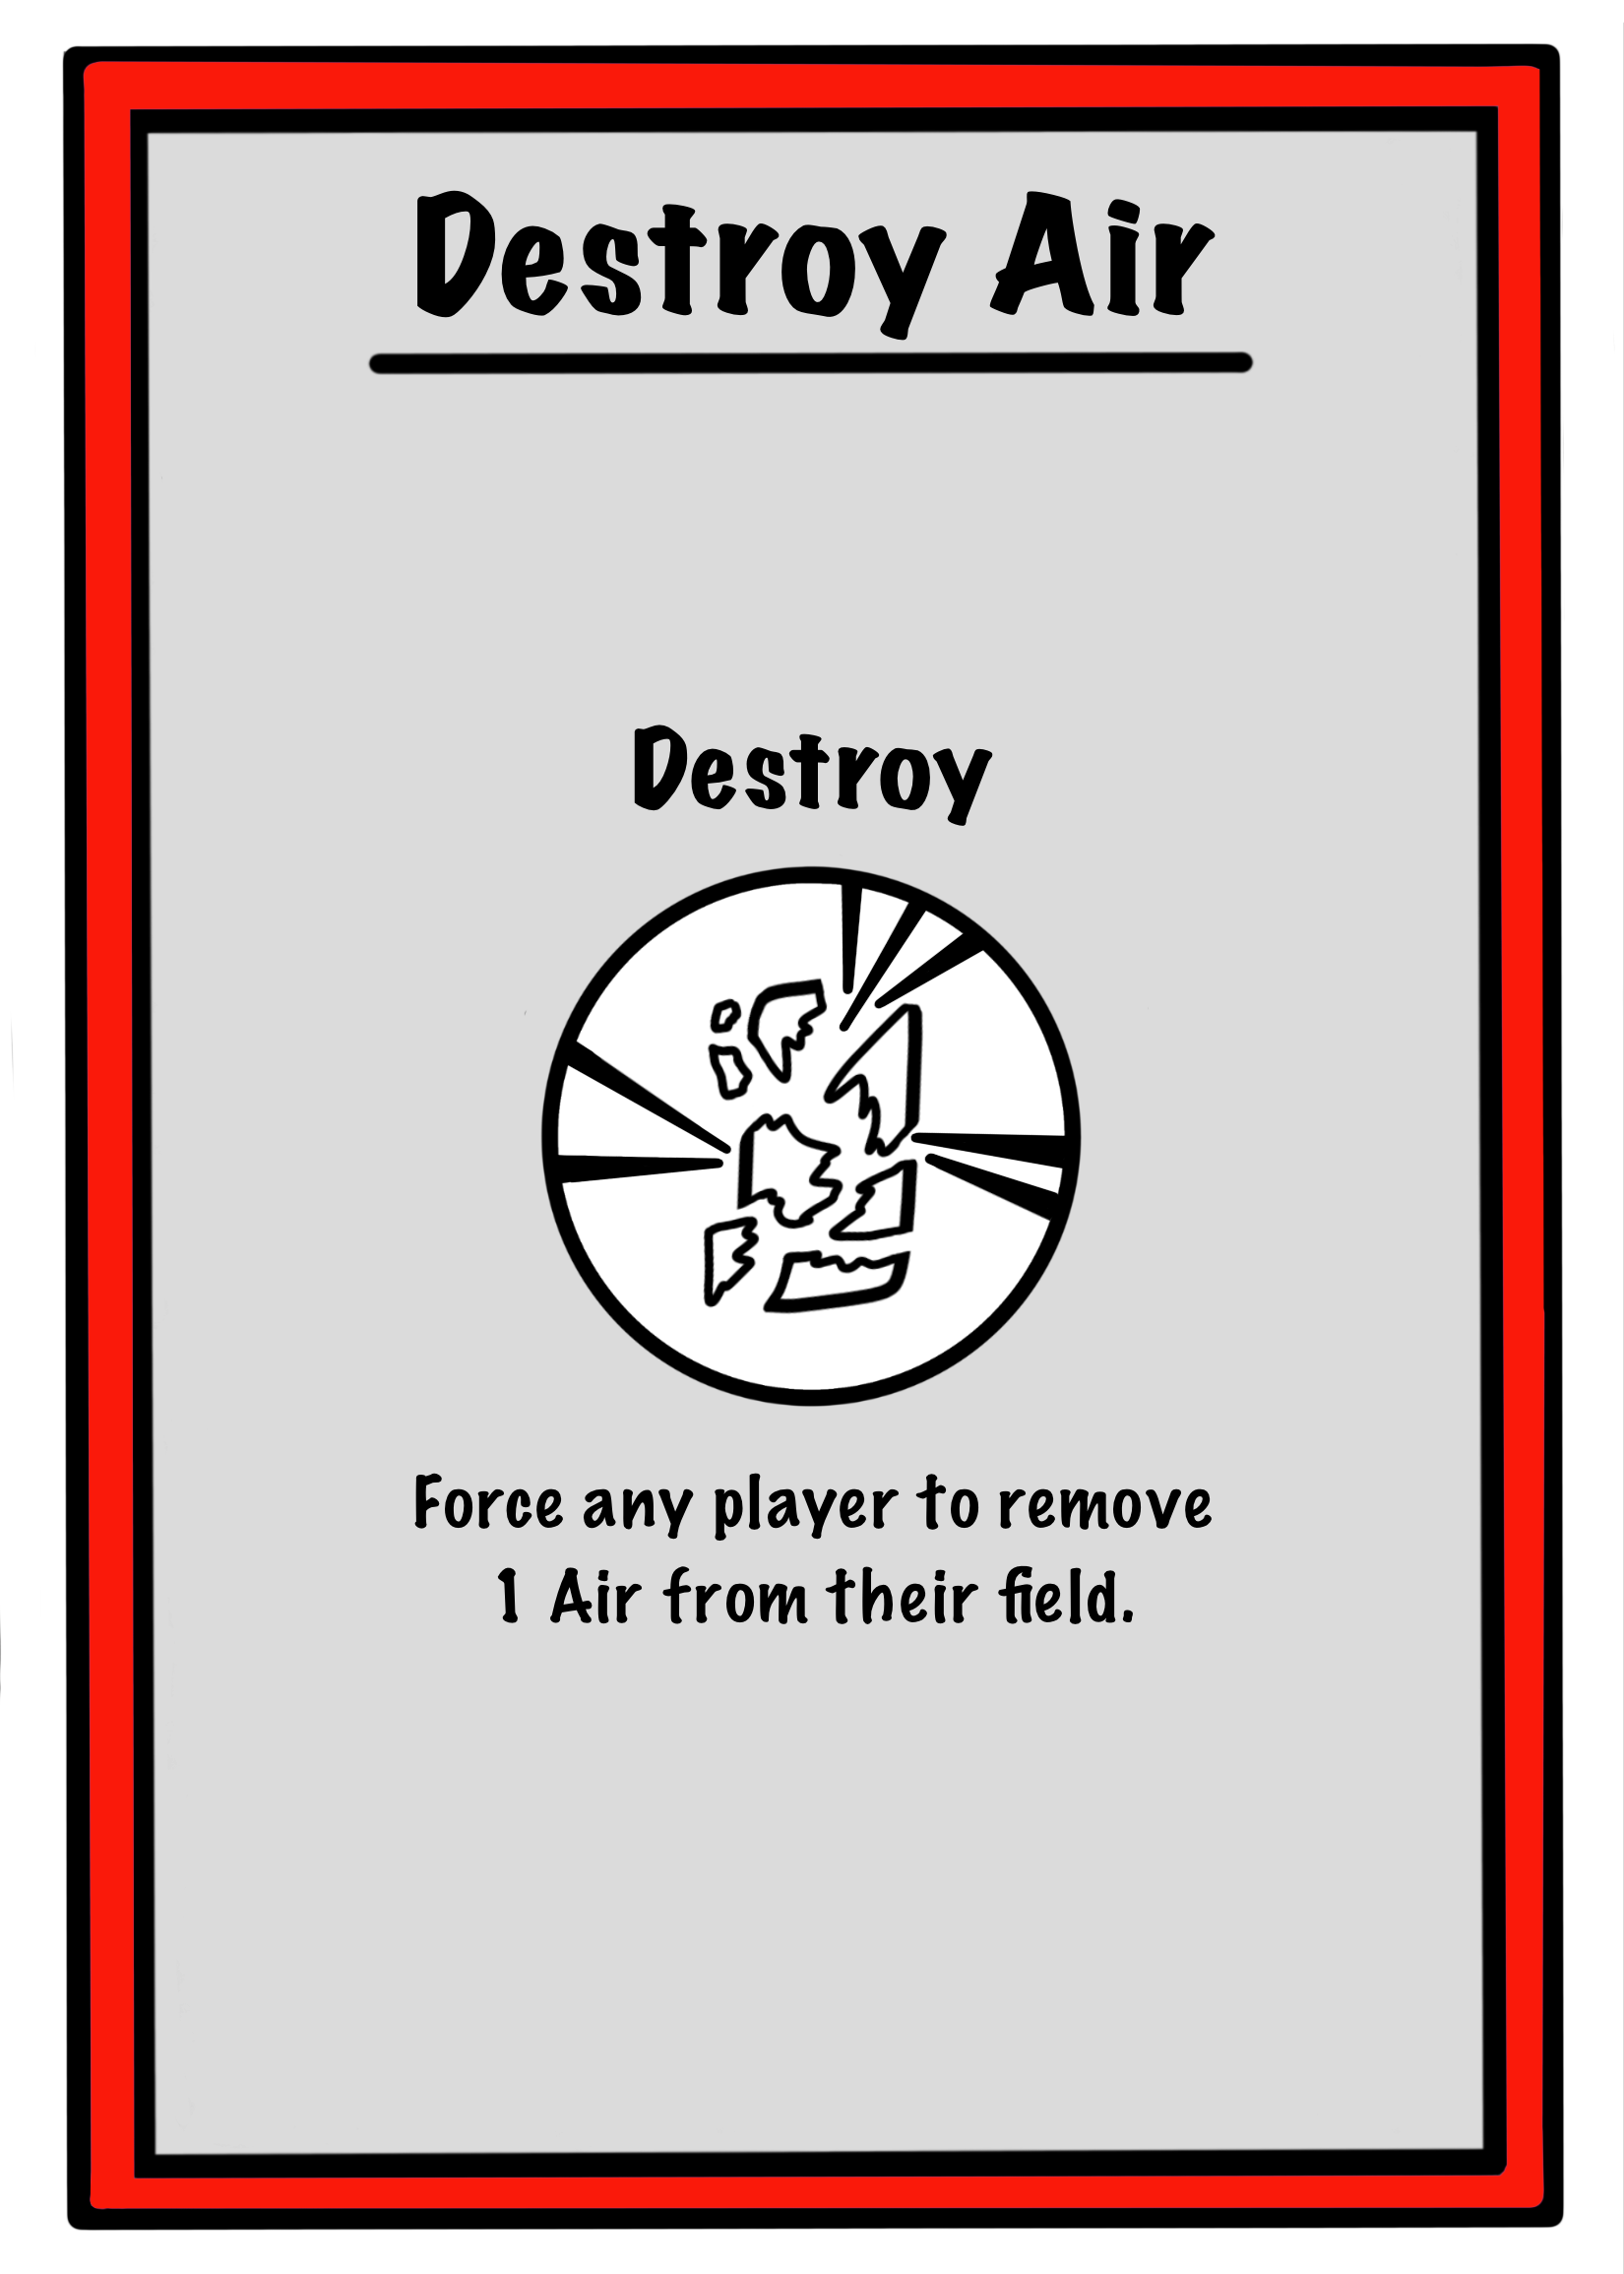 Destroy Air
Destroy
Force any player to remove
1 Air from their field.